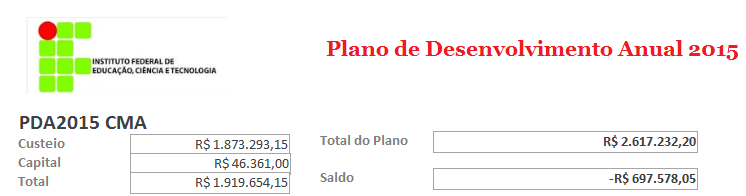 INSTITUTO FEDERAL DE
EDUCAÇÃO, CIÊNCIA E TECNOLOGIA
Plano de Desenvolvimento Anual 2015
PDA2015 CMA
Custeio R$ 1.873.293,15
Capital R$ 46.361,00
Total R$ 1.919.654,15
Total do Plano R$ 2.617.232,20
Saldo -R$ 697.578,05